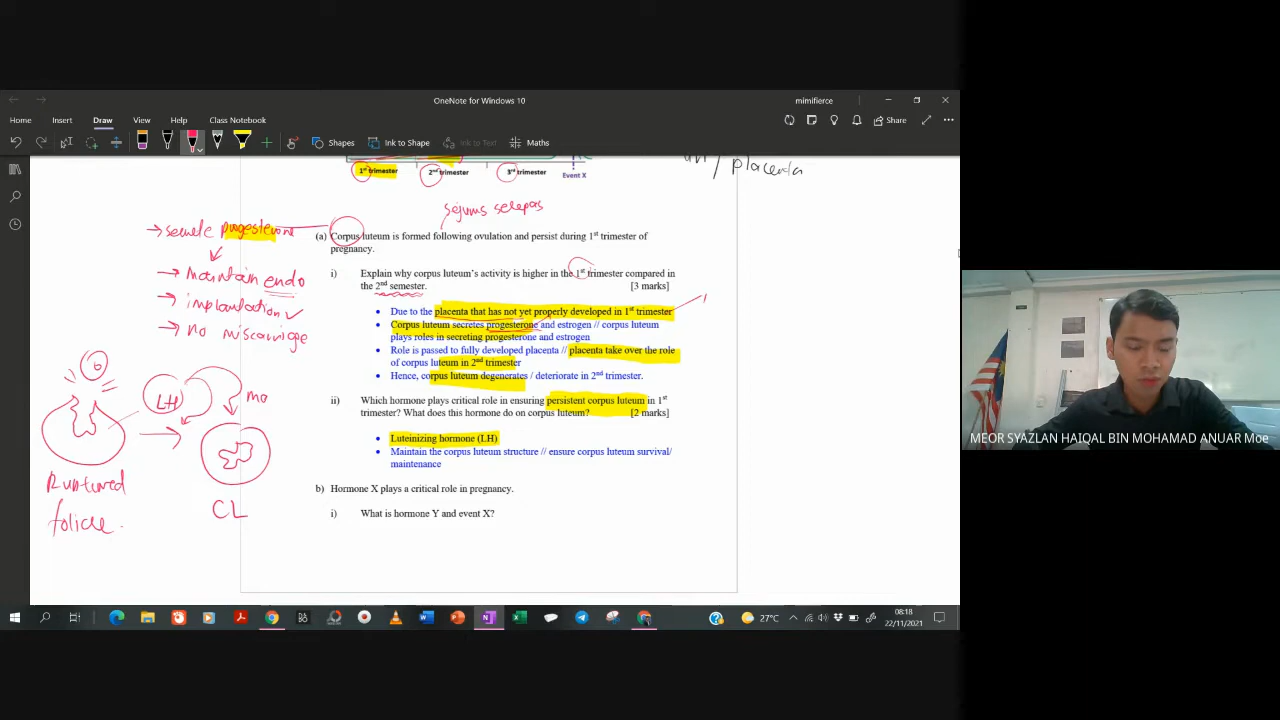 OneNote for Windows 10
mimifierce
Home
Insert
Draw
View
Help
Class Notebook
Share
Shapes
Ink to Shape
Ink to Text
Maths
1st trimester
2nd trimester
3rd trimester
Event X
/ placenta
sejurus selepas
→ semele progesterone
→ Maintain endo
→ implantation ✓
→ no miscarriage
(a) Corpus luteum is formed following ovulation and persist during 1st trimester of
pregnancy.
i) Explain why corpus luteum's activity is higher in the 1st trimester compared in
the 2nd semester. [3 marks]
• Due to the placenta that has not yet properly developed in 1st trimester
• Corpus luteum secretes progesterone and estrogen // corpus luteum
plays roles in secreting progesterone and estrogen
• Role is passed to fully developed placenta // placenta take over the role
of corpus luteum in 2nd trimester
• Hence, corpus luteum degenerates / deteriorate in 2nd trimester.
ii) Which hormone plays critical role in ensuring persistent corpus luteum in 1st
trimester? What does this hormone do on corpus luteum? [2 marks]
• Luteinizing hormone (LH)
• Maintain the corpus luteum structure // ensure corpus luteum survival/
maintenance
b) Hormone X plays a critical role in pregnancy.
i) What is hormone Y and event X?
LH
ma
Ruptured
folicle
CL
MEOR SYAZLAN HAIQAL BIN MOHAMAD ANUAR Moe
27°C
08:18
22/11/2021